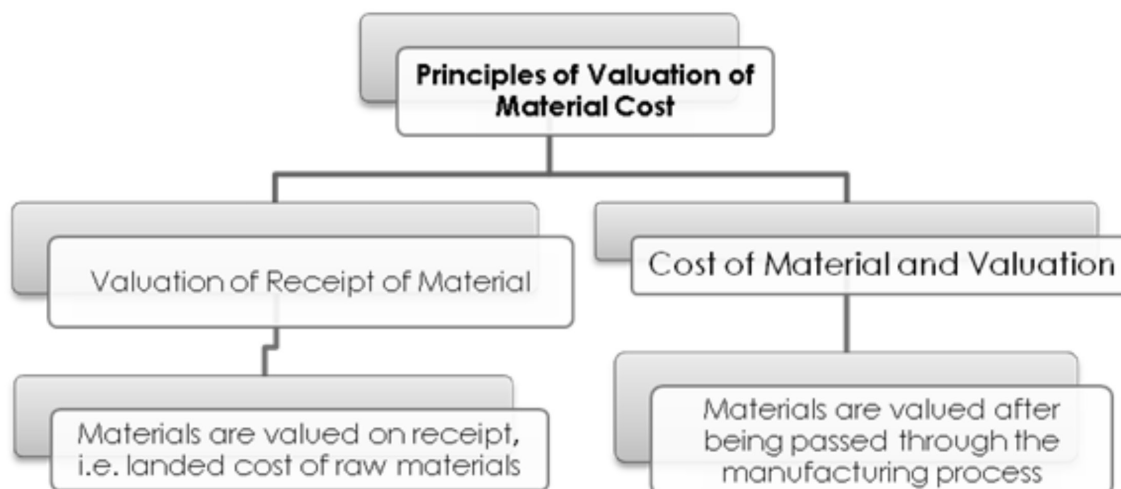 Principles of Valuation of
Material Cost
Valuation of Receipt of Material
Cost of Material and Valuation
Materials are valued on receipt,
i.e. landed cost of raw materials
Materials are valued after
being passed through the
manufacturing process